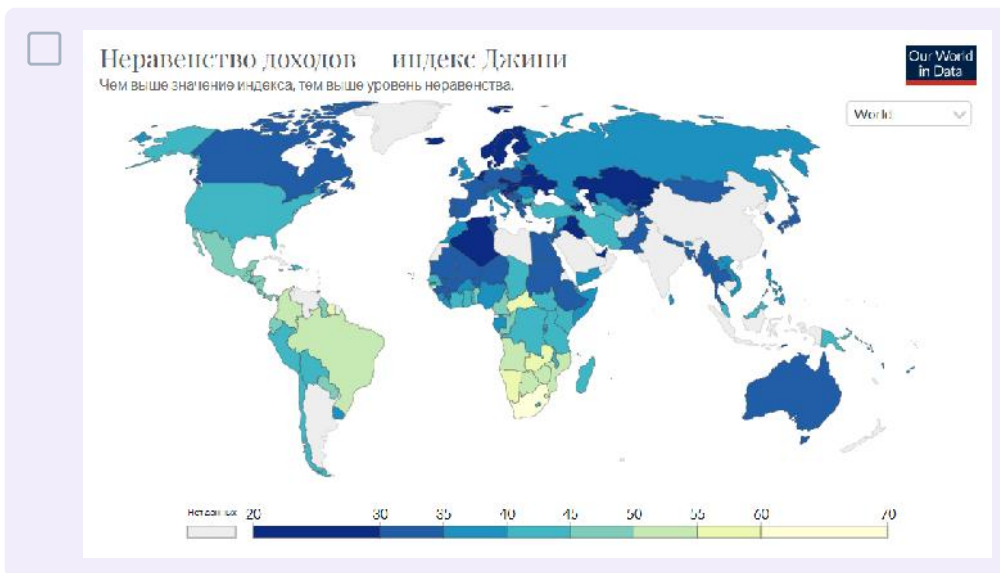 Неравенство доходов индекс Джини
Чем выше значение индекса, тем выше уровень неравенства.
Our World
in Data
World
Нет данных 20 30 35 40 45 50 55 60 70